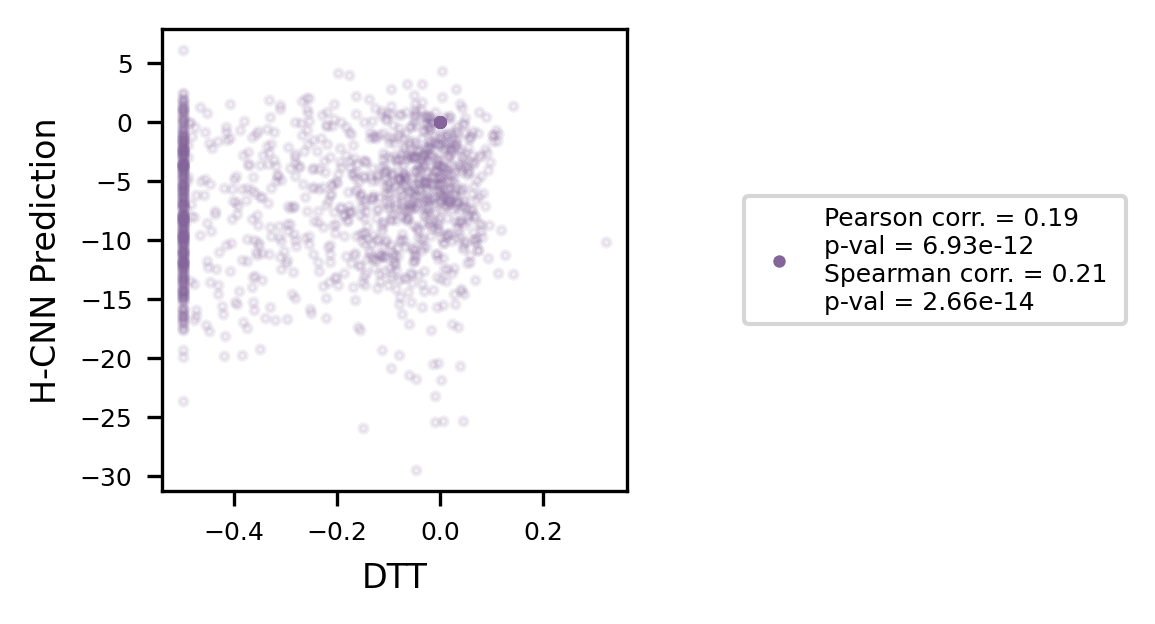 H-CNN Prediction
5
0
−5
−10
−15
−20
−25
−30
−0.4
−0.2
0.0
0.2
DTT
Pearson corr. = 0.19
p-val = 6.93e-12
Spearman corr. = 0.21
p-val = 2.66e-14